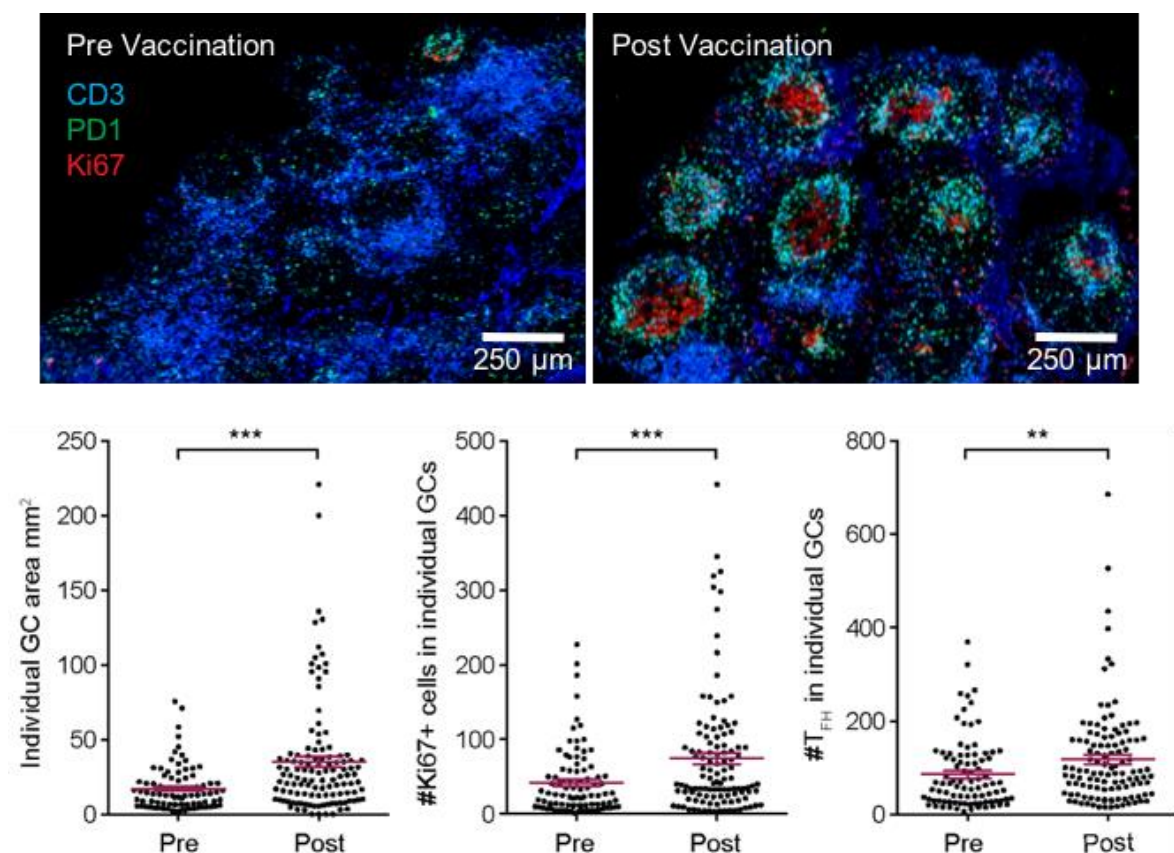 Pre Vaccination
CD3
PD1
Ki67
250 µm
Post Vaccination
250 µm
Individual GC area mm²
250
200
150
100
50
0
***
Pre Post
#Ki67+ cells in individual GCs
500
400
300
200
100
0
***
Pre Post
#TFH in individual GCs
800
600
400
200
0
**
Pre Post